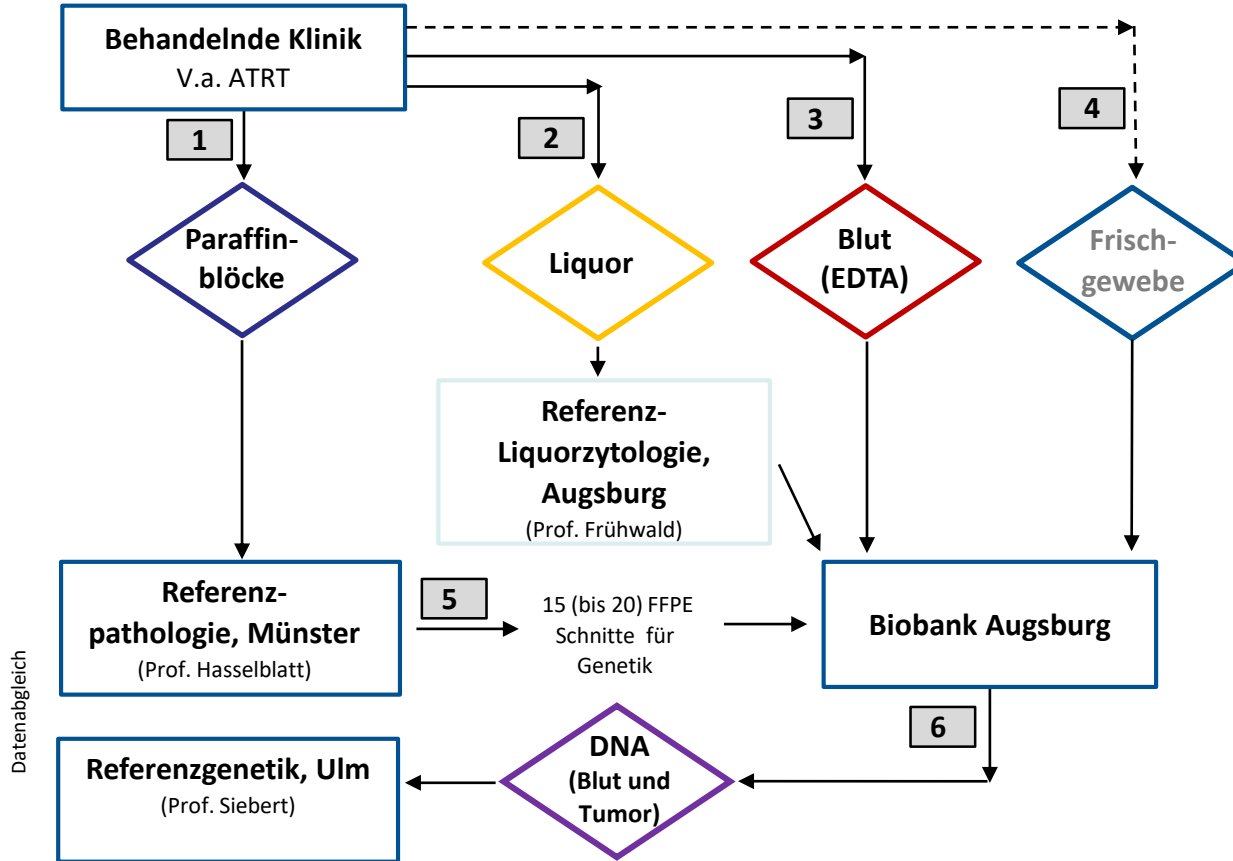 Behandelnde Klinik
V.a. ATRT
1
2
3
4
Paraffin-
blöcke
Liquor
Blut
(EDTA)
Frisch-
gewebe
Referenz-
Liquorzytologie,
Augsburg
(Prof. Frühwald)
Referenz-
pathologie, Münster
(Prof. Hasselblatt)
5
15 (bis 20) FFPE
Schnitte für
Genetik
Biobank Augsburg
6
Datenabgleich
Referenzgenetik, Ulm
(Prof. Siebert)
DNA
(Blut und
Tumor)